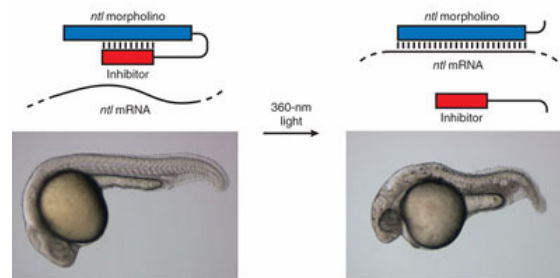 ntl morpholino
Inhibitor
ntl mRNA
360-nm
light
ntl morpholino
ntl mRNA
Inhibitor